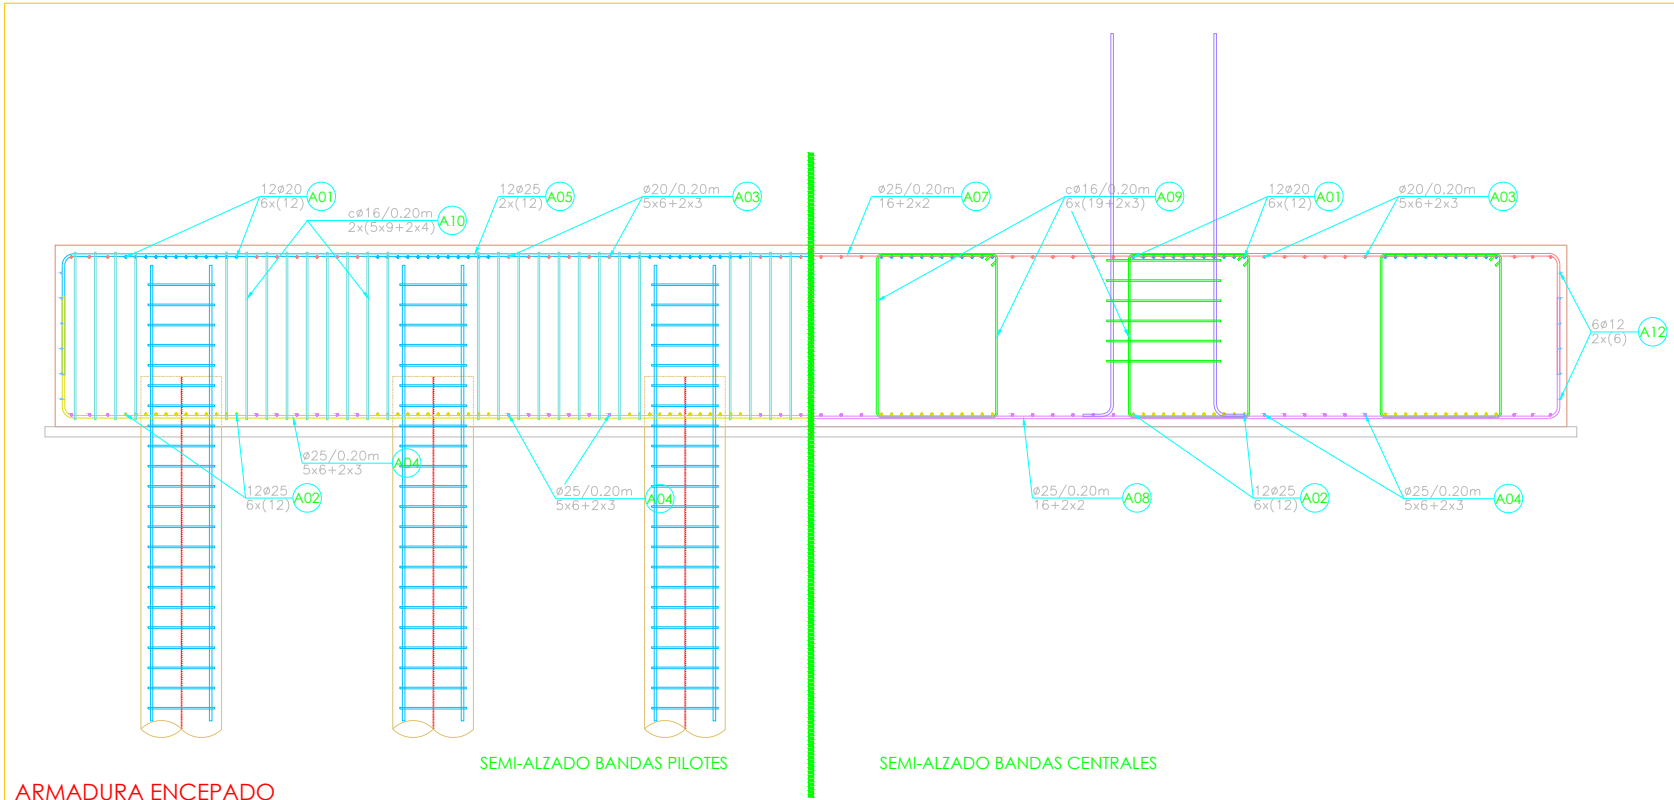 12ø20
6x(12)
A01
cø16/0.20m
2x(5x9+2x4)
A10
12ø25
2x(12)
A05
ø20/0.20m
5x6+2x3
A03
ø25/0.20m
16+2x2
A07
cø16/0.20m
6x(19+2x3)
A09
12ø20
6x(12)
A01
ø20/0.20m
5x6+2x3
A03
6ø12
2x(6)
A12
ø25/0.20m
5x6+2x3
A04
12ø25
6x(12)
A02
ø25/0.20m
5x6+2x3
A04
ø25/0.20m
16+2x2
A08
12ø25
6x(12)
A02
ø25/0.20m
5x6+2x3
A04
SEMI-ALZADO BANDAS PILOTES
SEMI-ALZADO BANDAS CENTRALES
ARMADURA ENCEPADO